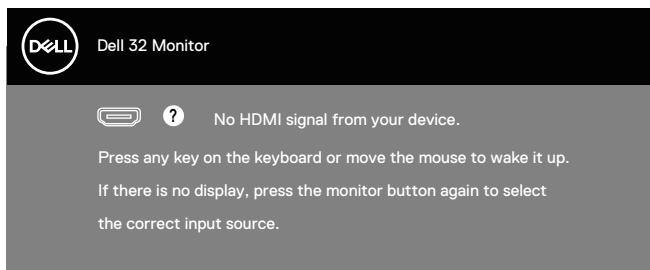 DELL
Dell 32 Monitor
? No HDMI signal from your device.
Press any key on the keyboard or move the mouse to wake it up.
If there is no display, press the monitor button again to select
the correct input source.